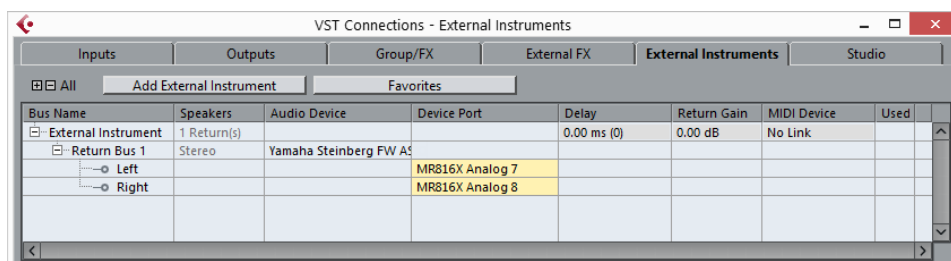 VST Connections - External Instruments
Inputs Outputs Group/FX External FX External Instruments Studio
All Add External Instrument Favorites
Bus Name Speakers Audio Device Device Port Delay Return Gain MIDI Device Used
External Instrument 1 Return(s) 0.00 ms (0) 0.00 dB No Link
Return Bus 1 Stereo Yamaha Steinberg FW AS
Left MR816X Analog 7
Right MR816X Analog 8